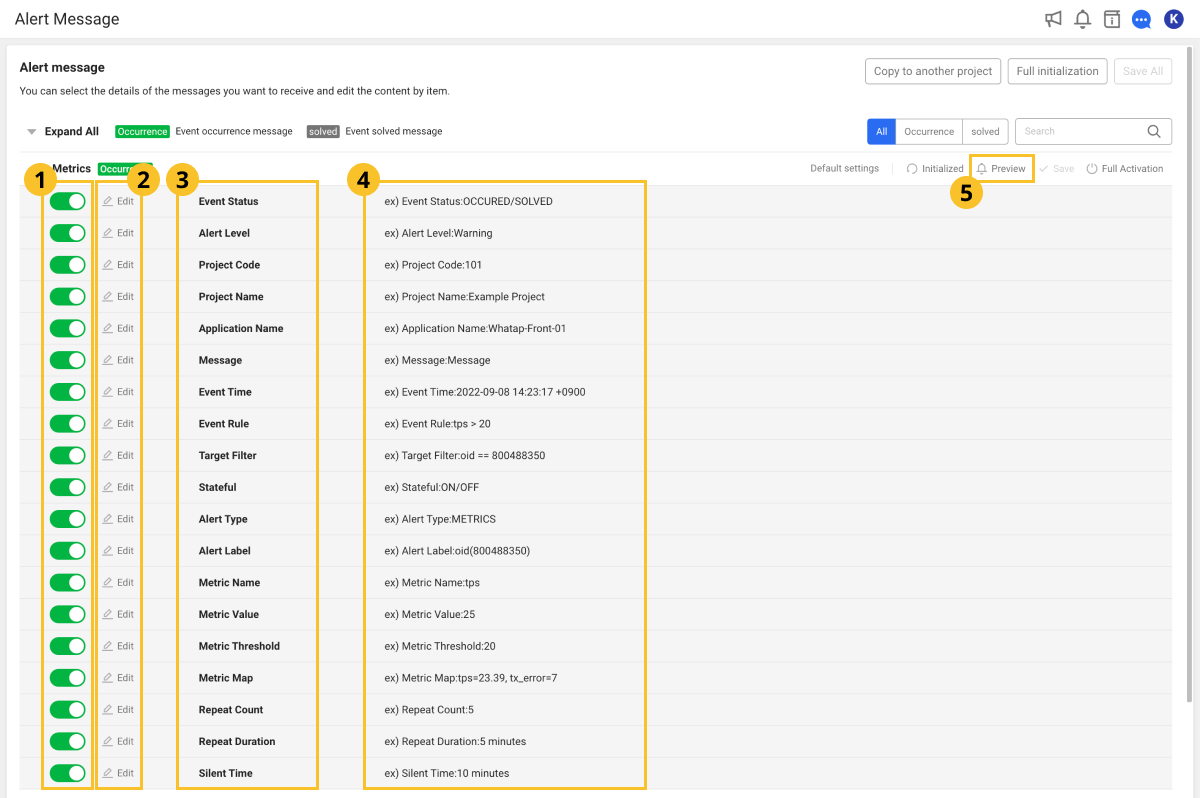 Alert Message
K
Alert message
Copy to another project
Full initialization
Save All
You can select the details of the messages you want to receive and edit the content by item.
Expand All Occurrence Event occurrence message solved Event solved message
All Occurrence solved Search
Metrics
Default settings Initialized Preview Save Full Activation
1 2 3 4 5
Edit Event Status ex) Event Status:OCCURED/SOLVED
Edit Alert Level ex) Alert Level:Warning
Edit Project Code ex) Project Code:101
Edit Project Name ex) Project Name:Example Project
Edit Application Name ex) Application Name:Whatap-Front-01
Edit Message ex) Message:Message
Edit Event Time ex) Event Time:2022-09-08 14:23:17 +0900
Edit Event Rule ex) Event Rule:tps > 20
Edit Target Filter ex) Target Filter:oid == 800488350
Edit Stateful ex) Stateful:ON/OFF
Edit Alert Type ex) Alert Type:METRICS
Edit Alert Label ex) Alert Label:oid(800488350)
Edit Metric Name ex) Metric Name:tps
Edit Metric Value ex) Metric Value:25
Edit Metric Threshold ex) Metric Threshold:20
Edit Metric Map ex) Metric Map:tps=23.39, tx_error=7
Edit Repeat Count ex) Repeat Count:5
Edit Repeat Duration ex) Repeat Duration:5 minutes
Edit Silent Time ex) Silent Time:10 minutes